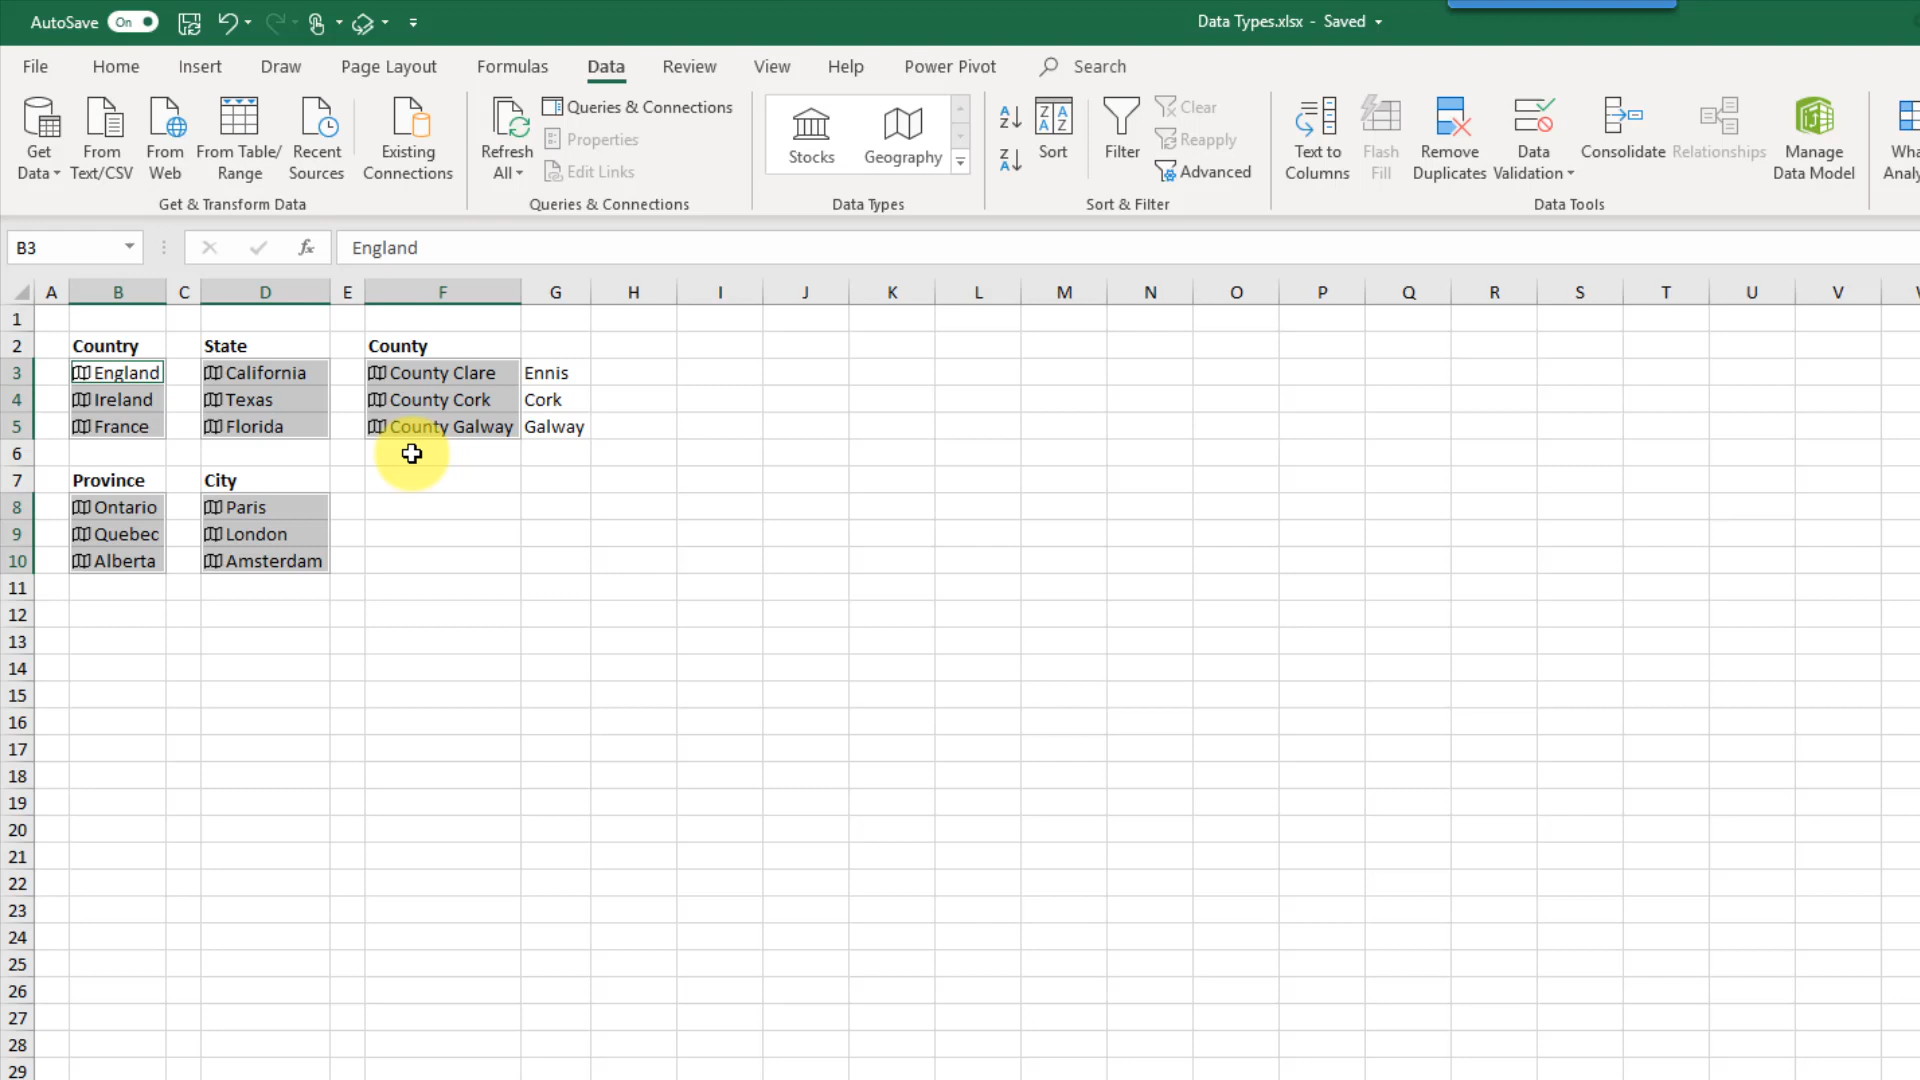 AutoSave On Data Types.xlsx - Saved
File Home Insert Draw Page Layout Formulas Data Review View Help Power Pivot Search
Get Data
From Text/CSV
From Web
From Table/ Range
Recent Sources
Existing Connections
Get & Transform Data
Refresh All
Queries & Connections
Properties
Edit Links
Queries & Connections
Stocks Geography
Data Types
Sort
Filter
Clear
Reapply
Advanced
Sort & Filter
Text to Columns
Flash Fill
Remove Duplicates
Data Validation
Consolidate
Relationships
Manage Data Model
Data Tools
B3 fx England
A B C D E F G H I J K L M N O P Q R S T U V
1
2 Country State County
3 England California County Clare Ennis
4 Ireland Texas County Cork Cork
5 France Florida County Galway Galway
6
7 Province City
8 Ontario Paris
9 Quebec London
10 Alberta Amsterdam
11
12
13
14
15
16
17
18
19
20
21
22
23
24
25
26
27
28
29